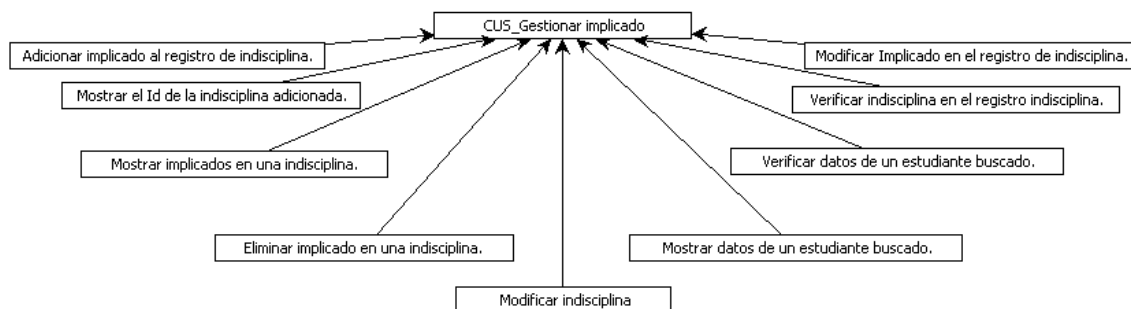 CUS_Gestionar implicado
Adicionar implicado al registro de indisciplina.
Modificar Implicado en el registro de indisciplina.
Mostrar el Id de la indisciplina adicionada.
Verificar indisciplina en el registro indisciplina.
Mostrar implicados en una indisciplina.
Verificar datos de un estudiante buscado.
Eliminar implicado en una indisciplina.
Mostrar datos de un estudiante buscado.
Modificar indisciplina